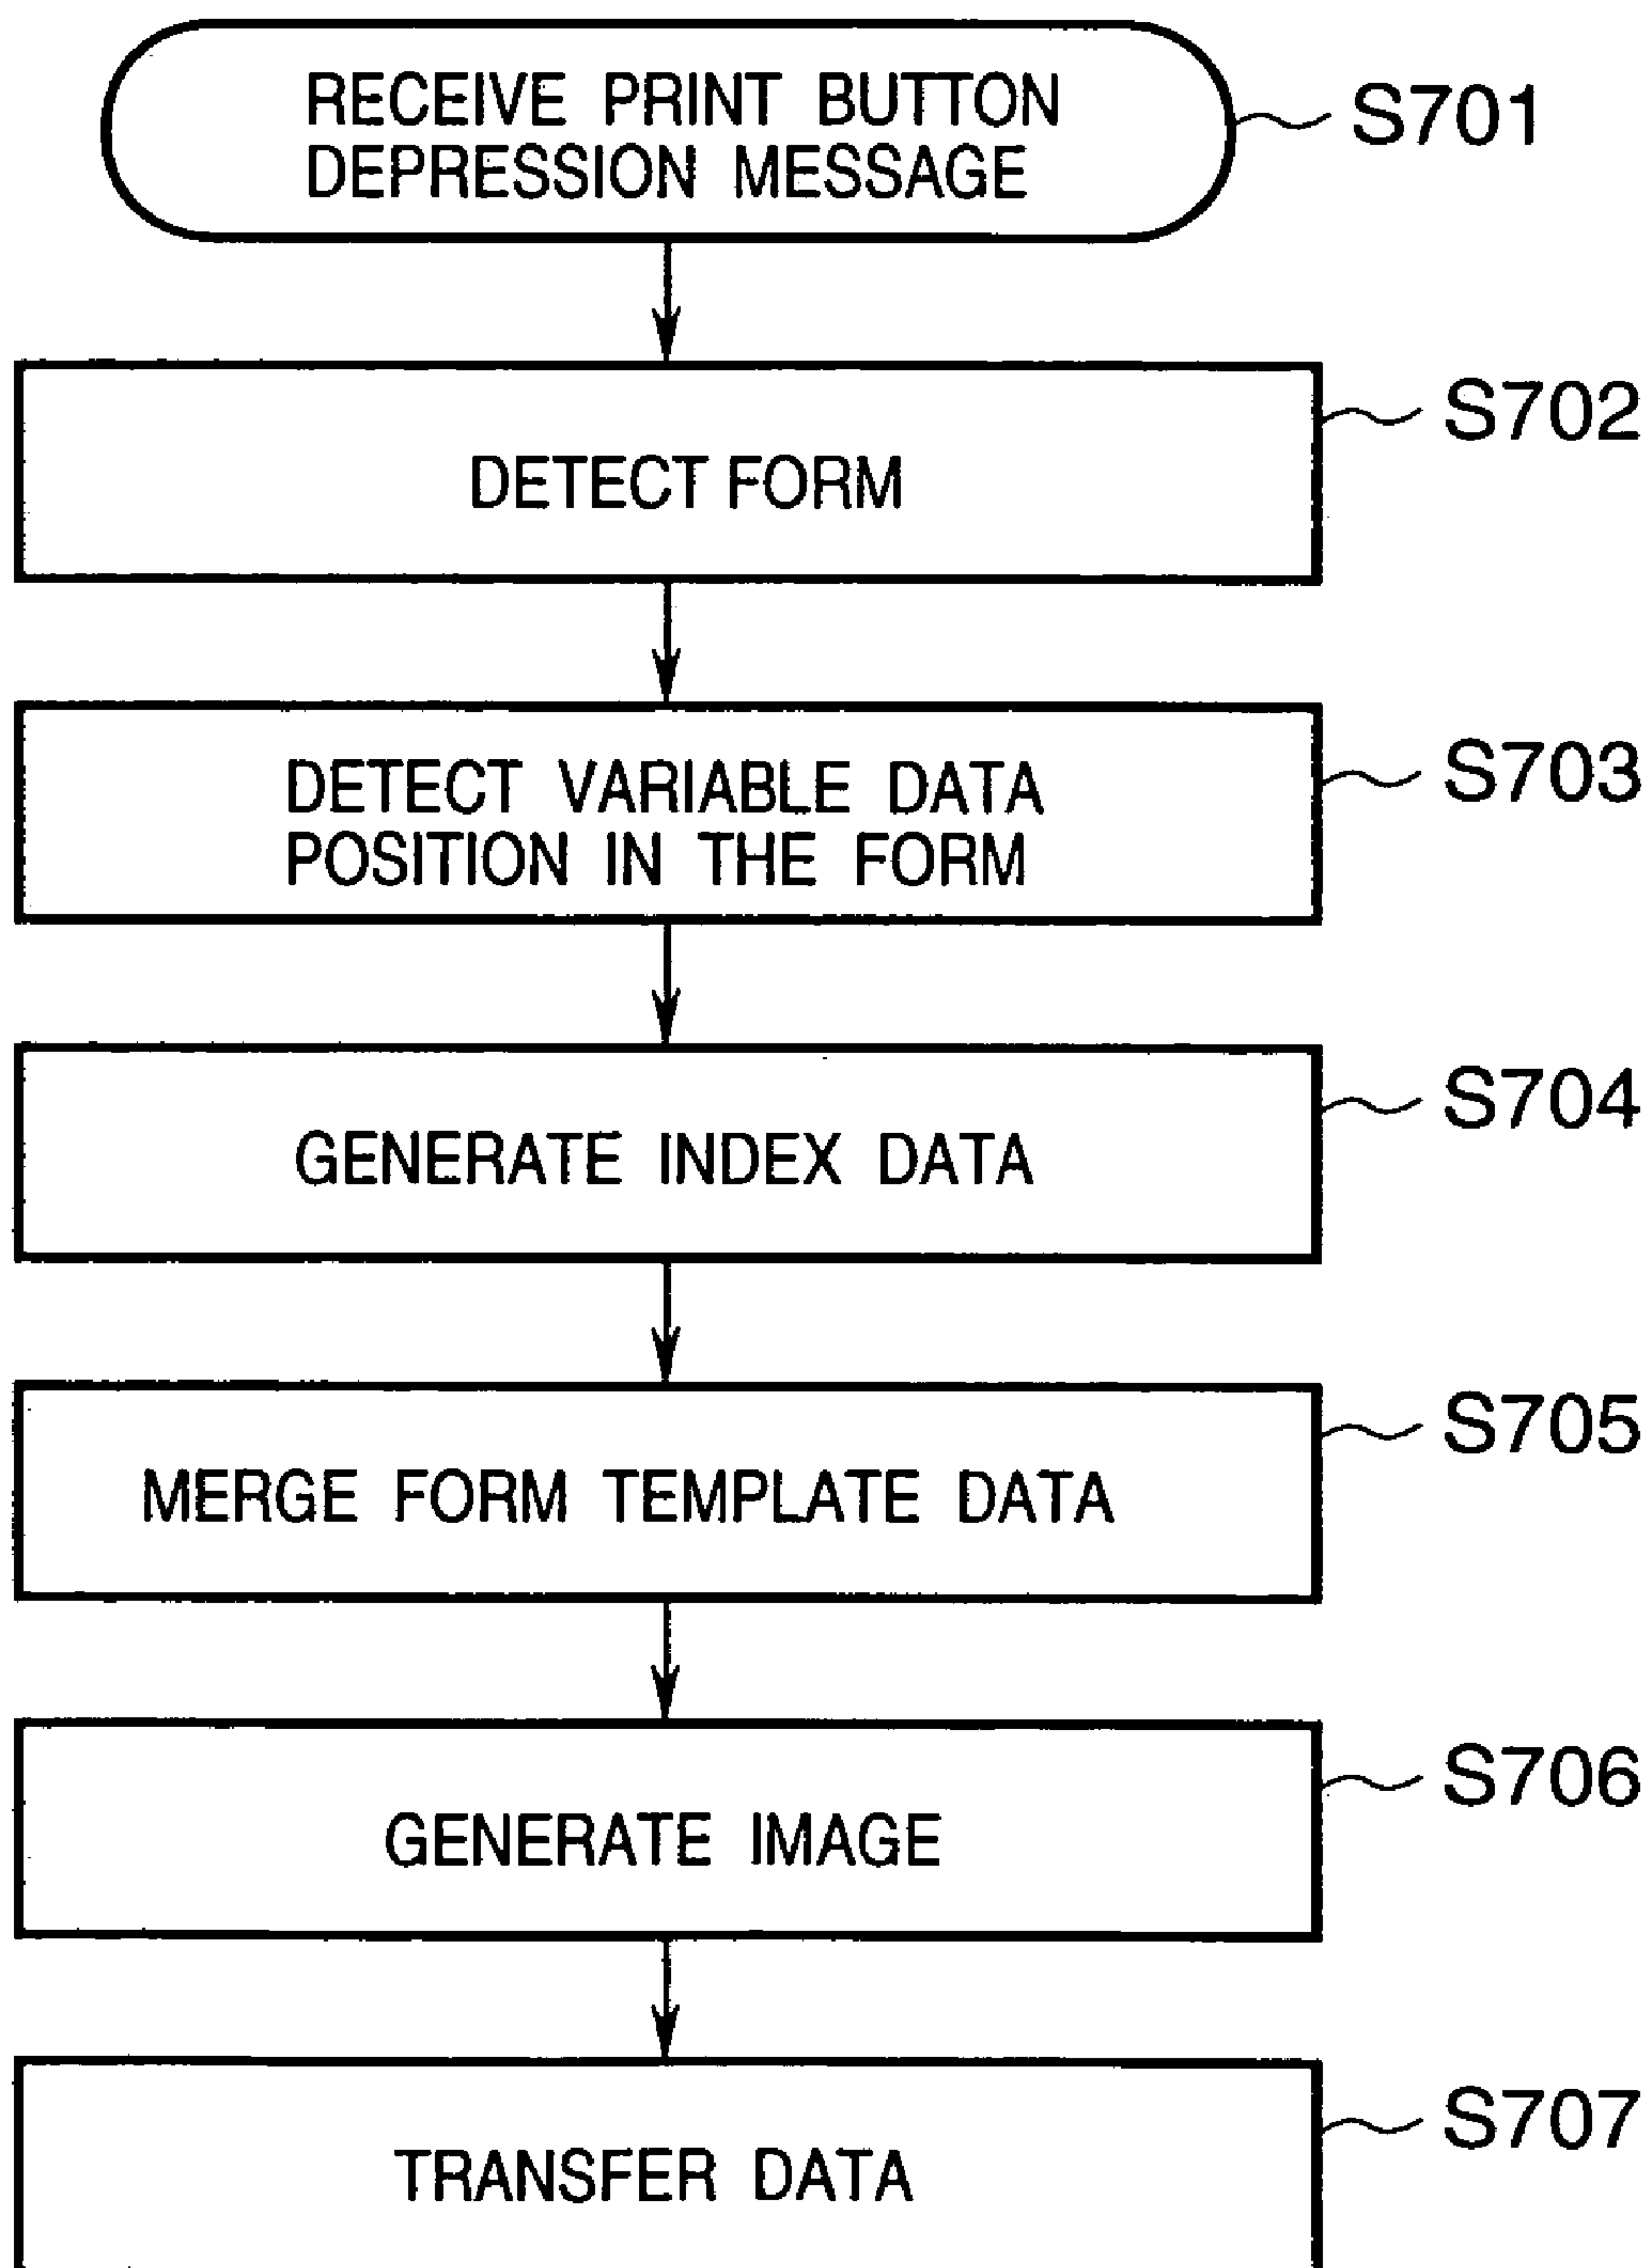 RECEIVE PRINT BUTTON
DEPRESSION MESSAGE
S701
DETECT FORM
S702
DETECT VARIABLE DATA
POSITION IN THE FORM
S703
GENERATE INDEX DATA
S704
MERGE FORM TEMPLATE DATA
S705
GENERATE IMAGE
S706
TRANSFER DATA
S707